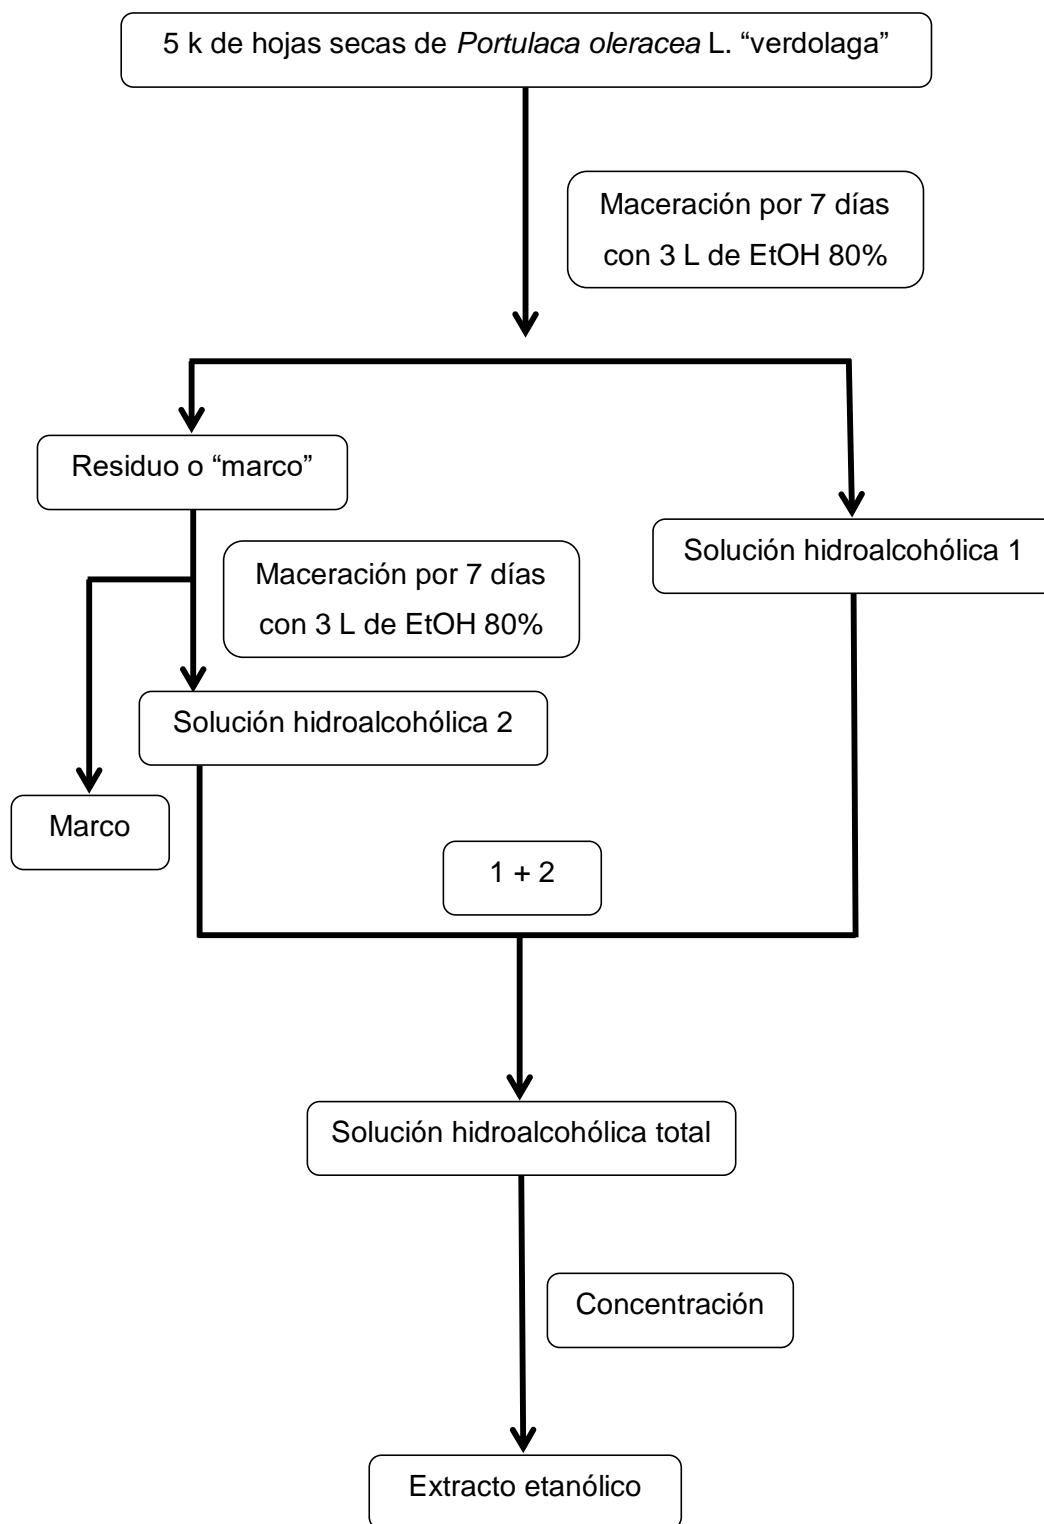 5 k de hojas secas de Portulaca oleracea L. “verdolaga”
Maceración por 7 días
con 3 L de EtOH 80%
Residuo o “marco”
Solución hidroalcohólica 1
Maceración por 7 días
con 3 L de EtOH 80%
Solución hidroalcohólica 2
Marco
1 + 2
Solución hidroalcohólica total
Concentración
Extracto etanólico